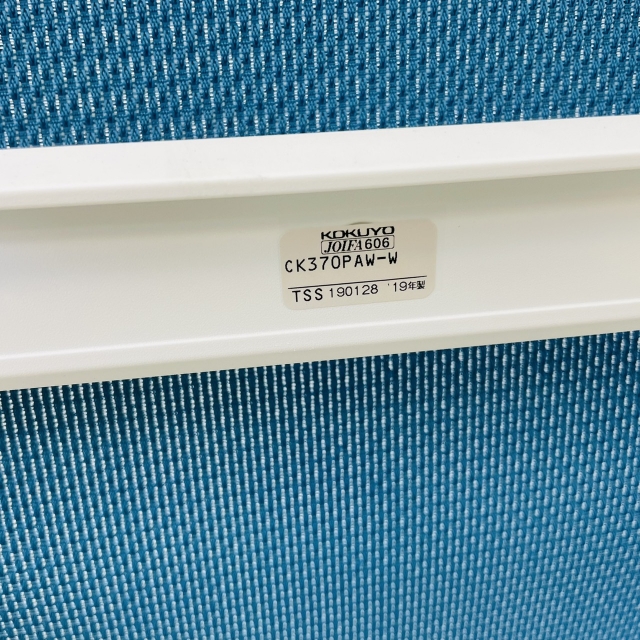 KOKUYO
JOIFA606
CK370PAW-W
TSS 190128 '19年製